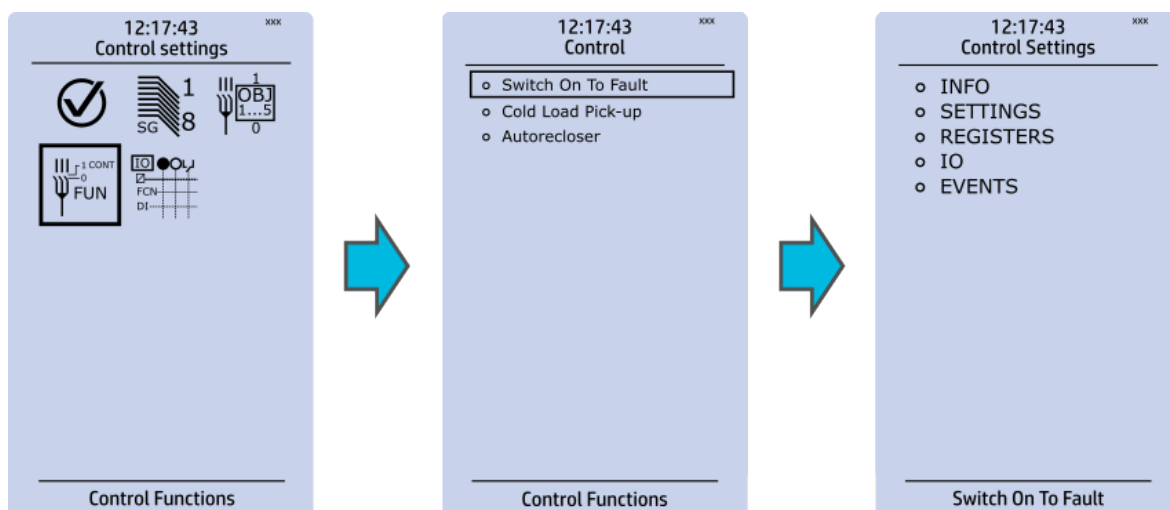 12:17:43 xxx
Control settings
1
SG 8
1
OBJ
1...5
0
1 CONT
0
FUN
IO
FCN
DI
Control Functions
12:17:43 xxx
Control
Switch On To Fault
Cold Load Pick-up
Autorecloser
Control Functions
12:17:43 xxx
Control Settings
INFO
SETTINGS
REGISTERS
IO
EVENTS
Switch On To Fault